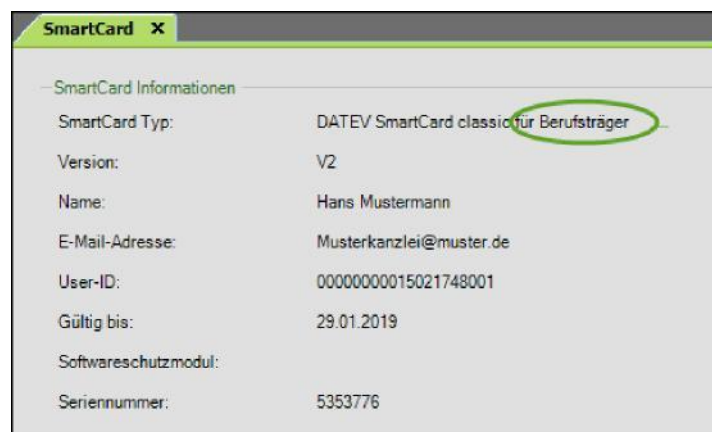 SmartCard X
SmartCard Informationen
SmartCard Typ: DATEV SmartCard classic für Berufsträger
Version: V2
Name: Hans Mustermann
E-Mail-Adresse: Musterkanzlei@muster.de
User-ID: 00000000015021748001
Gültig bis: 29.01.2019
Softwareschutzmodul:
Seriennummer: 5353776